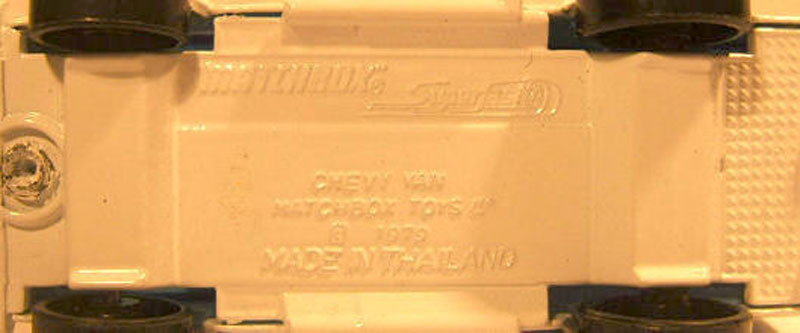 MATCHBOX Superfast
CHEVY VAN
MATCHBOX TOYS LTD
© 1979
MADE IN THAILAND